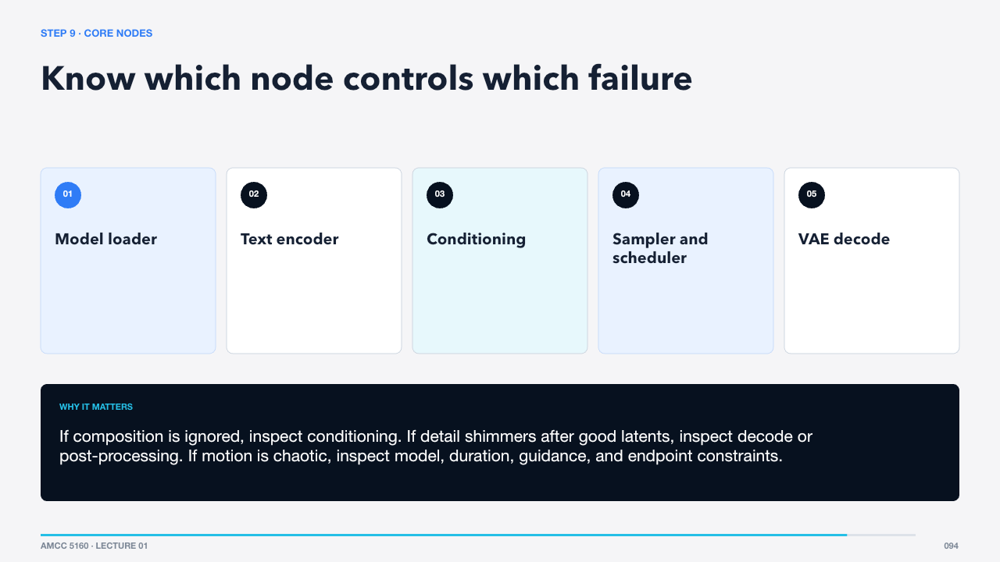 STEP 9 · CORE NODES
Know which node controls which failure
01
Model loader
02
Text encoder
03
Conditioning
04
Sampler and
scheduler
05
VAE decode
WHY IT MATTERS
If composition is ignored, inspect conditioning. If detail shimmers after good latents, inspect decode or
post-processing. If motion is chaotic, inspect model, duration, guidance, and endpoint constraints.
AMCC 5160 · LECTURE 01
094